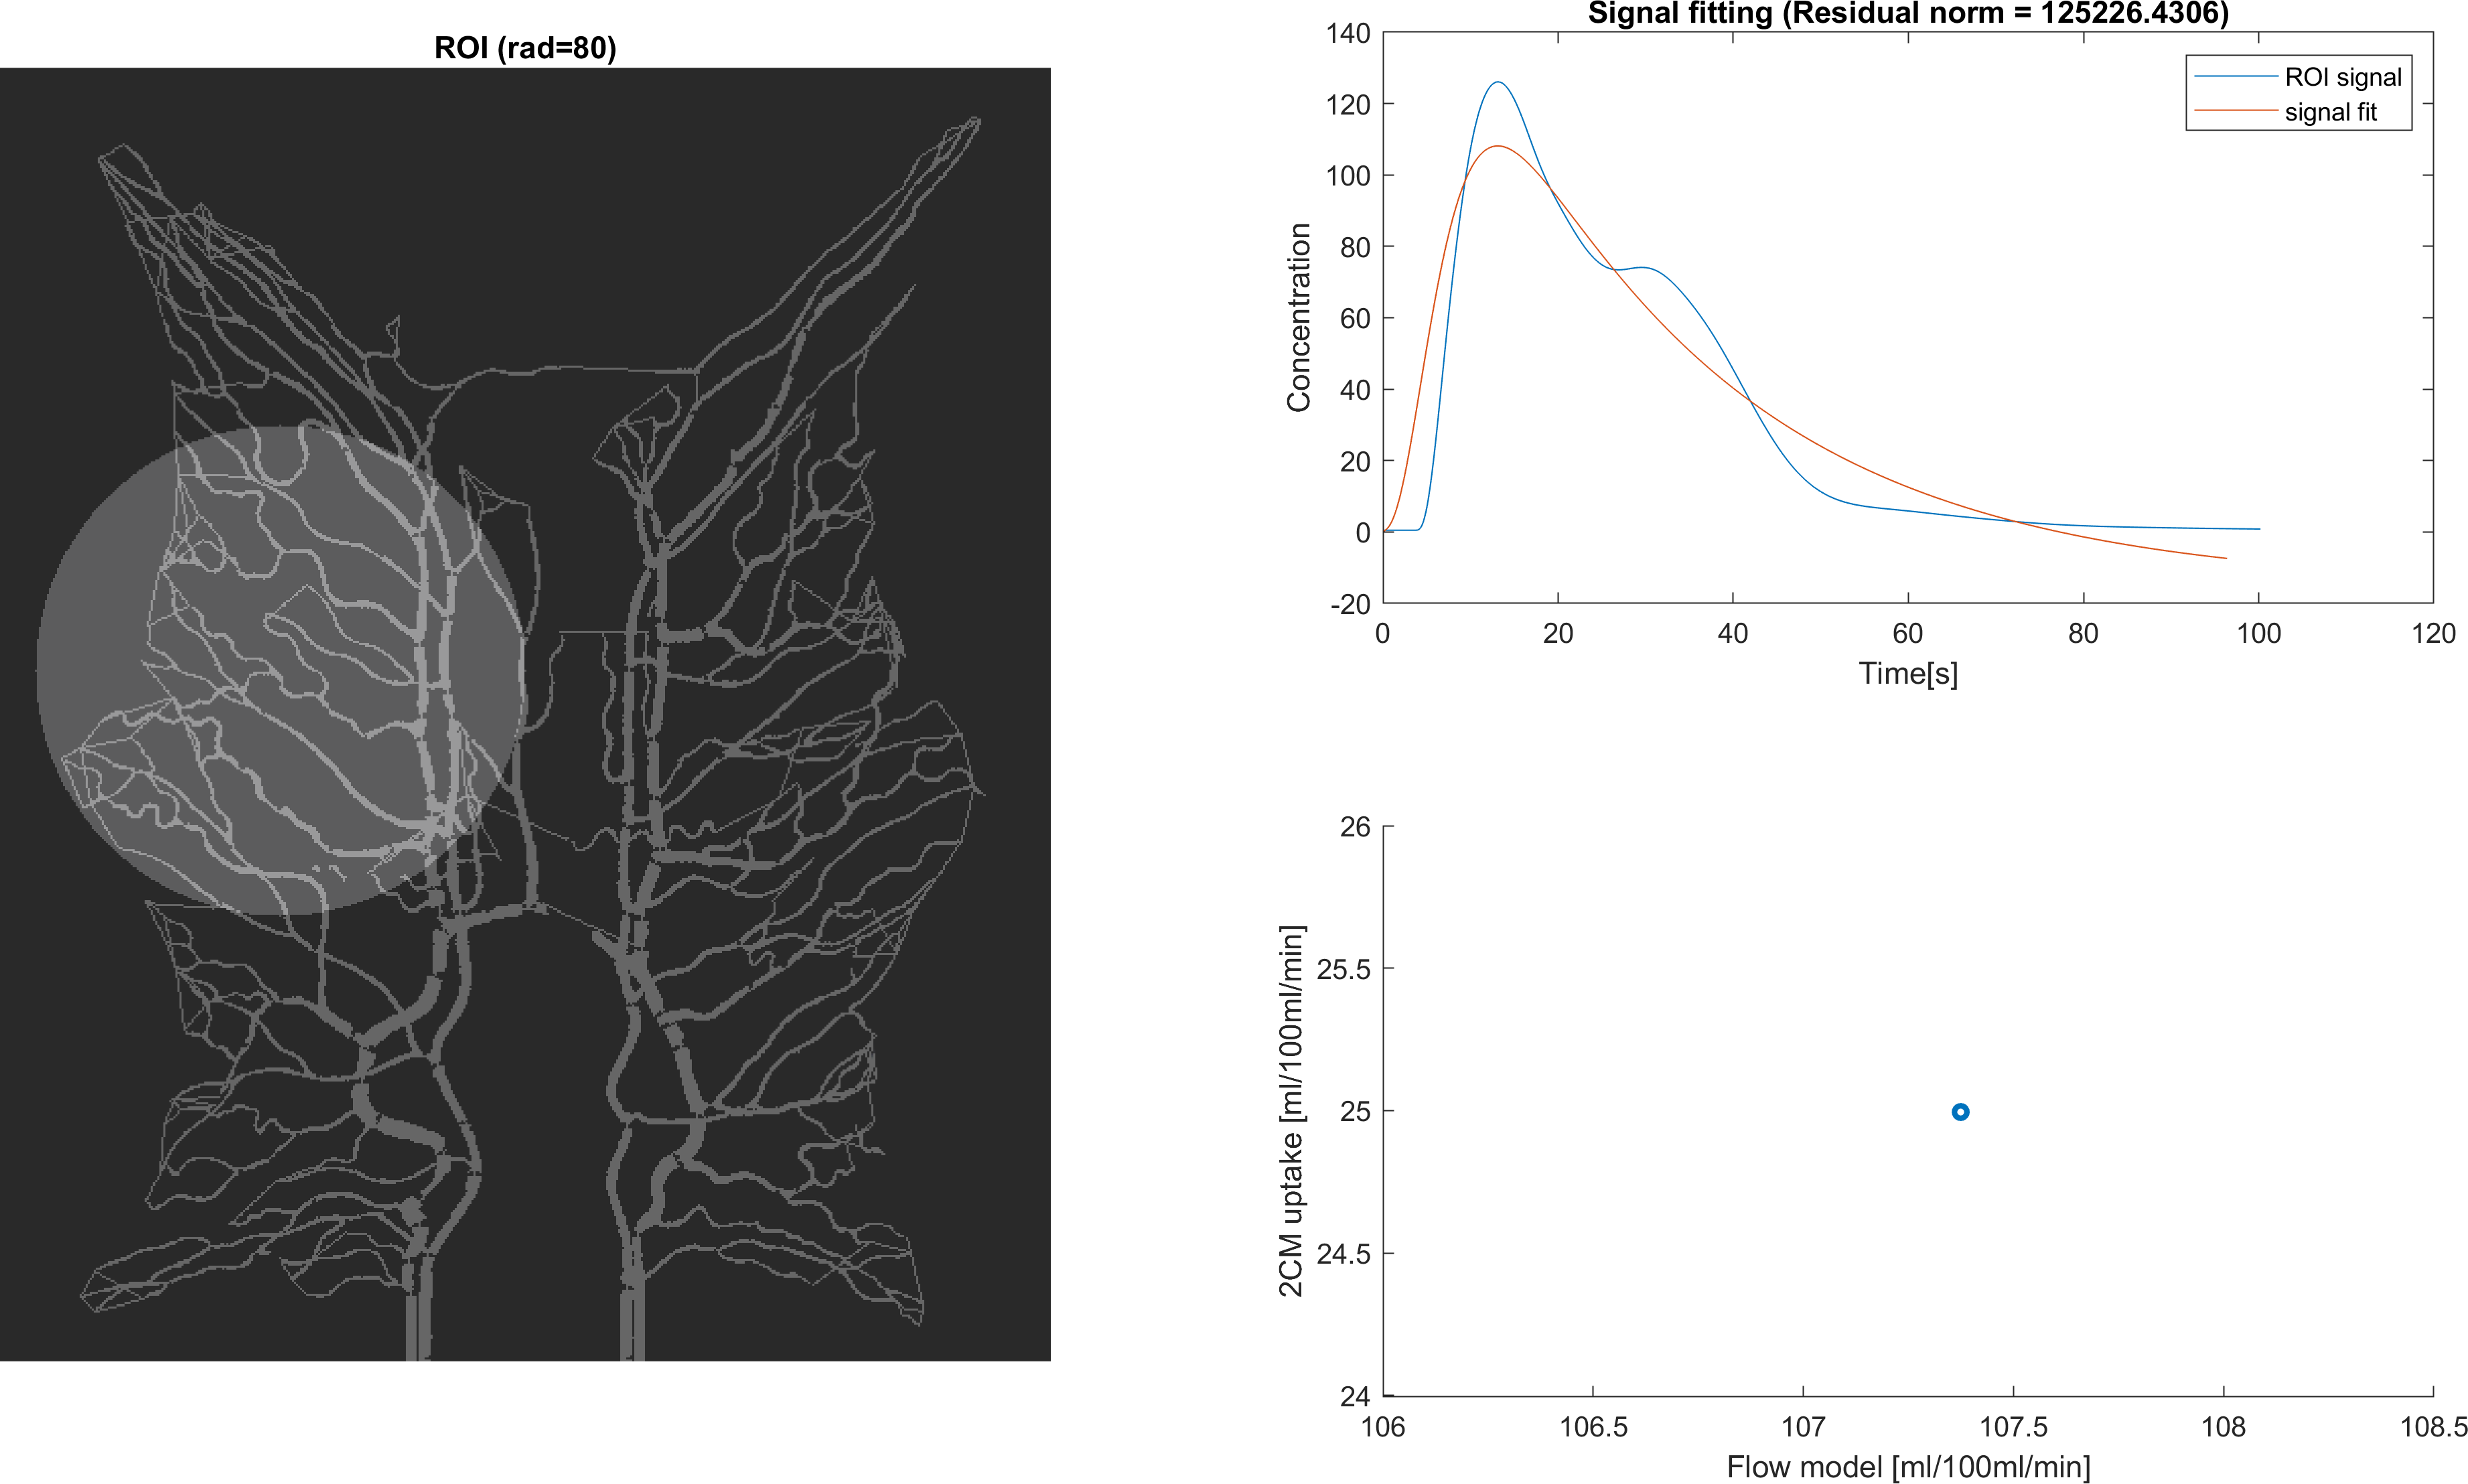 ROI (rad=80)
Signal fitting (Residual norm = 125226.4306)
140
120
100
80
60
40
20
0
-20
Concentration
ROI signal
signal fit
0 20 40 60 80 100 120
Time[s]
26
25.5
25
24.5
24
2CM uptake [ml/100ml/min]
106 106.5 107 107.5 108 108.5
Flow model [ml/100ml/min]